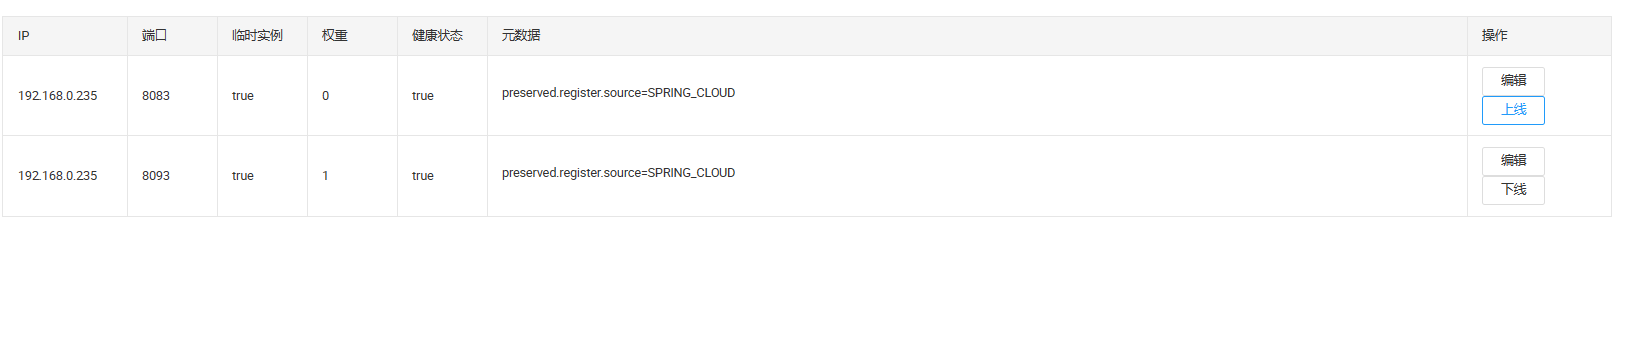 IP 端口 临时实例 权重 健康状态 元数据 操作
192.168.0.235 8083 true 0 true preserved.register.source=SPRING_CLOUD 编辑
上线
192.168.0.235 8093 true 1 true preserved.register.source=SPRING_CLOUD 编辑
下线